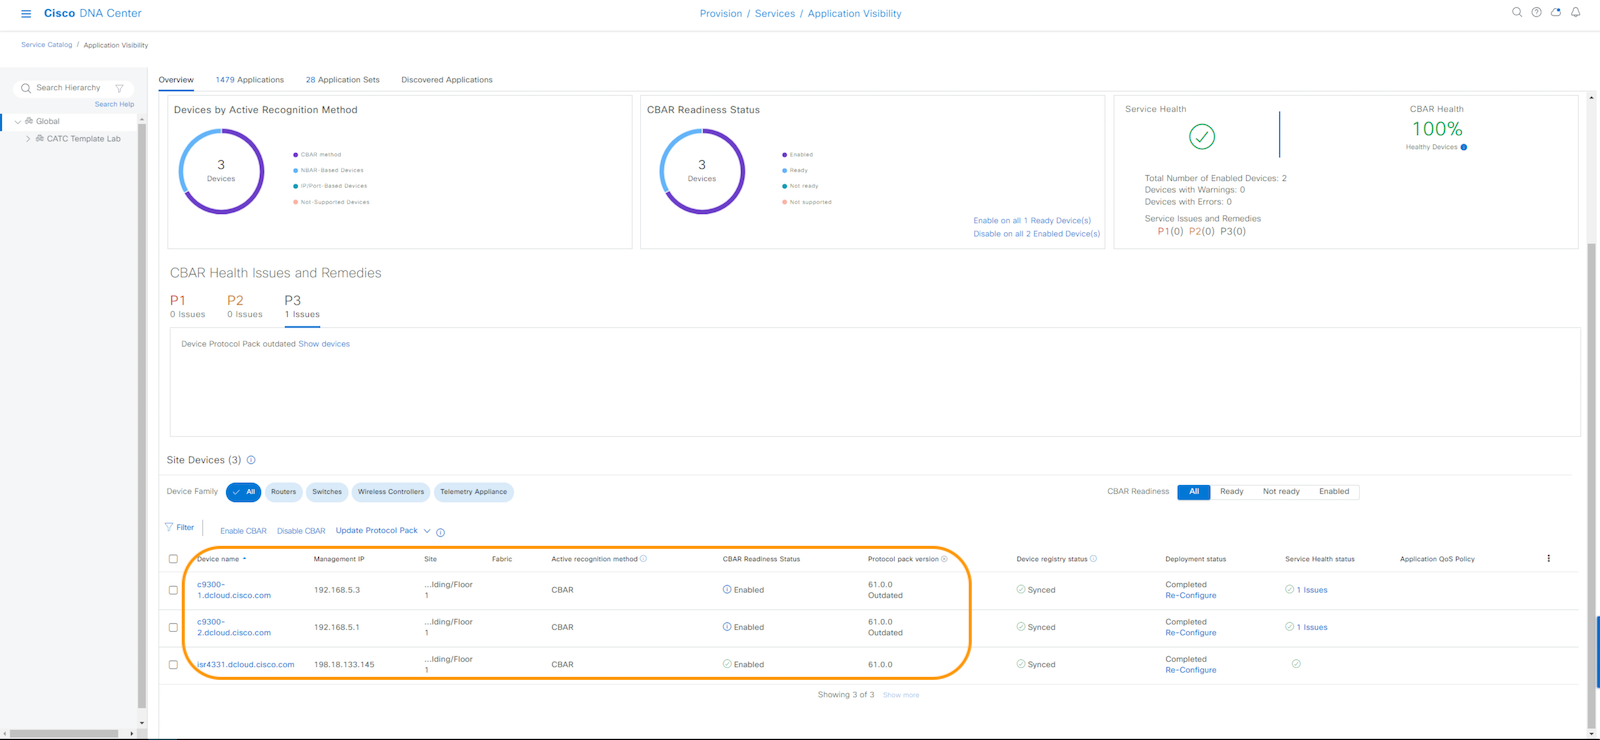 Cisco DNA Center
Provision / Services / Application Visibility
Service Catalog / Application Visibility
Search Hierarchy
Search Help
Global
CATC Template Lab
Overview
1479 Applications
28 Application Sets
Discovered Applications
Devices by Active Recognition Method
3
Devices
CBAR method
NBAR-Based Devices
IP/Port-Based Devices
Not-Supported Devices
CBAR Readiness Status
3
Devices
Enabled
Ready
Not ready
Not supported
Enable on all 1 Ready Device(s)
Disable on all 2 Enabled Device(s)
Service Health
CBAR Health
100%
Healthy Devices
Total Number of Enabled Devices: 2
Devices with Warnings: 0
Devices with Errors: 0
Service Issues and Remedies
P1(0) P2(0) P3(0)
CBAR Health Issues and Remedies
P1 P2 P3
0 Issues 0 Issues 1 Issues
Device Protocol Pack outdated Show devices
Site Devices (3)
Device Family All Routers Switches Wireless Controllers Telemetry Appliance
CBAR Readiness All Ready Not ready Enabled
Filter Enable CBAR Disable CBAR Update Protocol Pack
Device name Management IP Site Fabric Active recognition method CBAR Readiness Status Protocol pack version Device registry status Deployment status Service Health status Application QoS Policy
c9300- ...lding/Floor 61.0.0 Completed
192.168.5.3 CBAR Enabled Synced 1 Issues
1.dcloud.cisco.com 1 Outdated Re-Configure
c9300- ...lding/Floor 61.0.0 Completed
192.168.5.1 CBAR Enabled Synced 1 Issues
2.dcloud.cisco.com 1 Outdated Re-Configure
...lding/Floor Completed
isr4331.dcloud.cisco.com 198.18.133.145 CBAR Enabled 61.0.0 Synced
1 Re-Configure
Showing 3 of 3 Show more